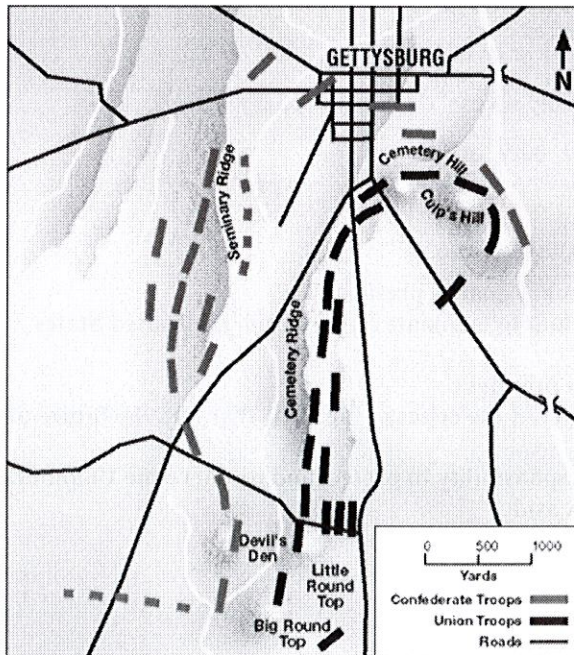 GETTYSBURG
N
Cemetery Hill
Culp's Hill
Seminary Ridge
Cemetery Ridge
Devil's
Den
Little
Round
Top
Big Round
Top
0 500 1000
Yards
Confederate Troops
Union Troops
Roads